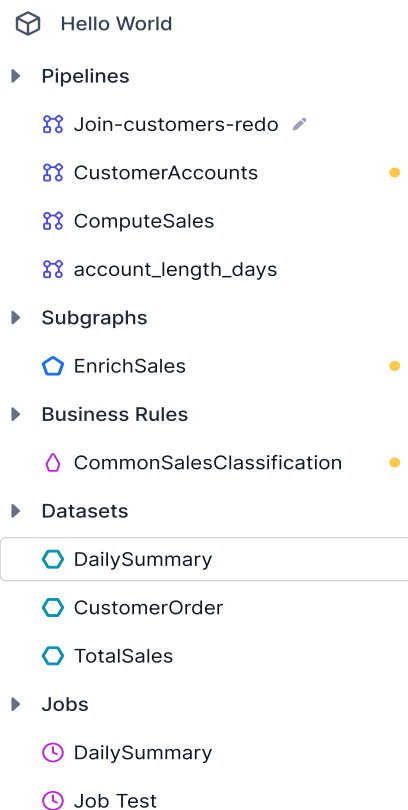 Hello World
Pipelines
Join-customers-redo
CustomerAccounts
ComputeSales
account_length_days
Subgraphs
EnrichSales
Business Rules
CommonSalesClassification
Datasets
DailySummary
CustomerOrder
TotalSales
Jobs
DailySummary
Job Test